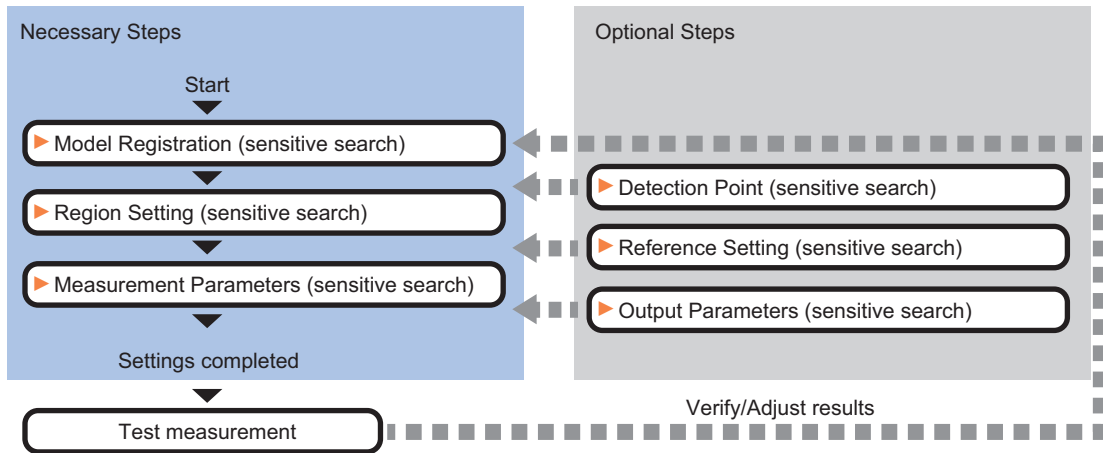 Necessary Steps
Start
Model Registration (sensitive search)
Region Setting (sensitive search)
Measurement Parameters (sensitive search)
Settings completed
Test measurement
Optional Steps
Detection Point (sensitive search)
Reference Setting (sensitive search)
Output Parameters (sensitive search)
Verify/Adjust results